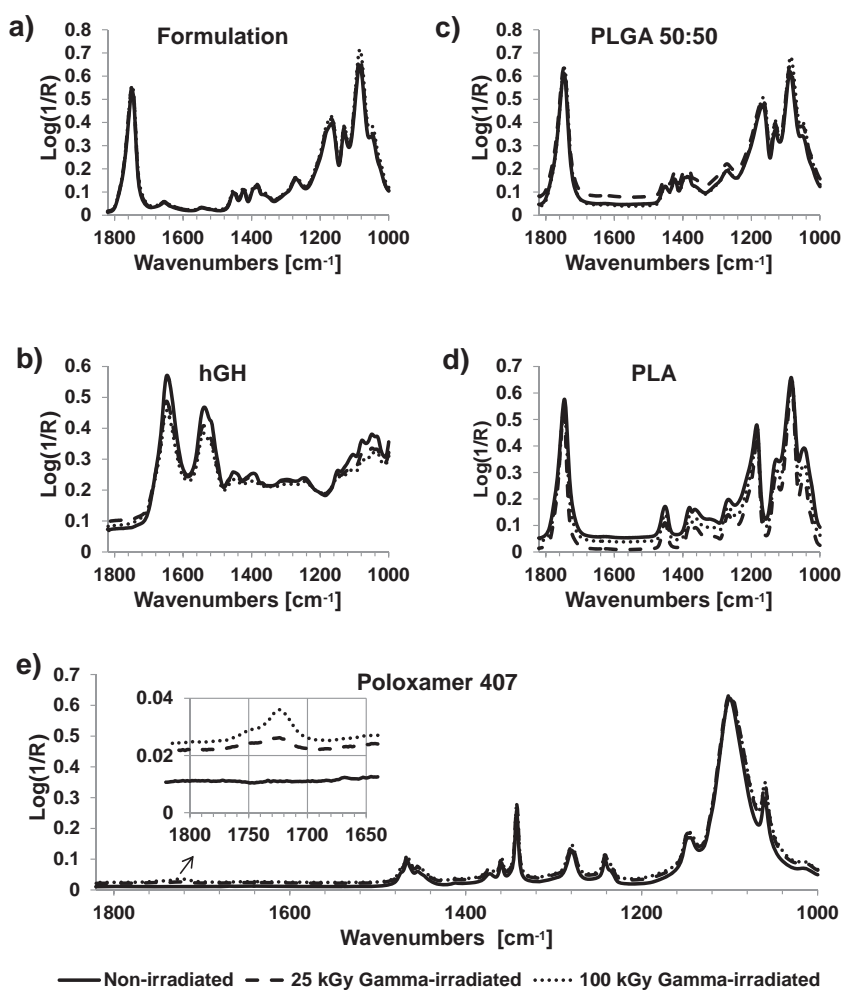 a) Formulation
Log(1/R)
0.8
0.7
0.6
0.5
0.4
0.3
0.2
0.1
0
1800 1600 1400 1200 1000
Wavenumbers [cm-1]
c) PLGA 50:50
Log(1/R)
0.8
0.7
0.6
0.5
0.4
0.3
0.2
0.1
0
1800 1600 1400 1200 1000
Wavenumbers [cm-1]
b) hGH
Log(1/R)
0.6
0.5
0.4
0.3
0.2
0.1
0
1800 1600 1400 1200 1000
Wavenumbers [cm-1]
d) PLA
Log(1/R)
0.7
0.6
0.5
0.4
0.3
0.2
0.1
0
1800 1600 1400 1200 1000
Wavenumbers [cm-1]
e) Poloxamer 407
Log(1/R)
0.7
0.6
0.5
0.4
0.3
0.2
0.1
0
0.04
0.02
0
1800 1750 1700 1650
1800 1600 1400 1200 1000
Wavenumbers [cm-1]
Non-irradiated 25 kGy Gamma-irradiated 100 kGy Gamma-irradiated